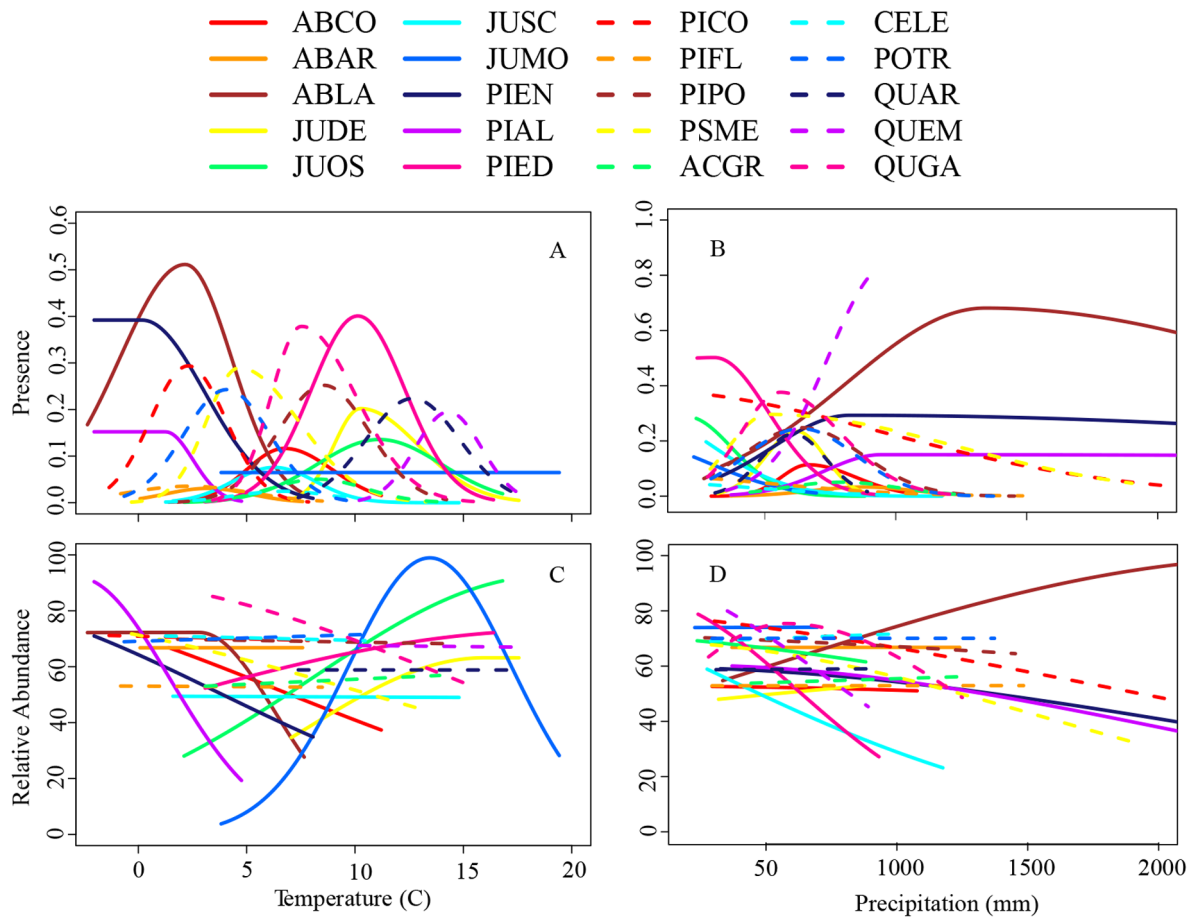 ABCO JUSC PICO CELE
ABAR JUMO PIFL POTR
ABLA PIEN PIPO QUAR
JUDE PIAL PSME QUEM
JUOS PIED ACGR QUGA
A
Presence
0.0 0.1 0.2 0.3 0.4 0.5 0.6
B
0.0 0.2 0.4 0.6 0.8 1.0
C
Relative Abundance
0 20 40 60 80 100
0 5 10 15 20
Temperature (C)
D
0 20 40 60 80 100
50 1000 1500 2000
Precipitation (mm)